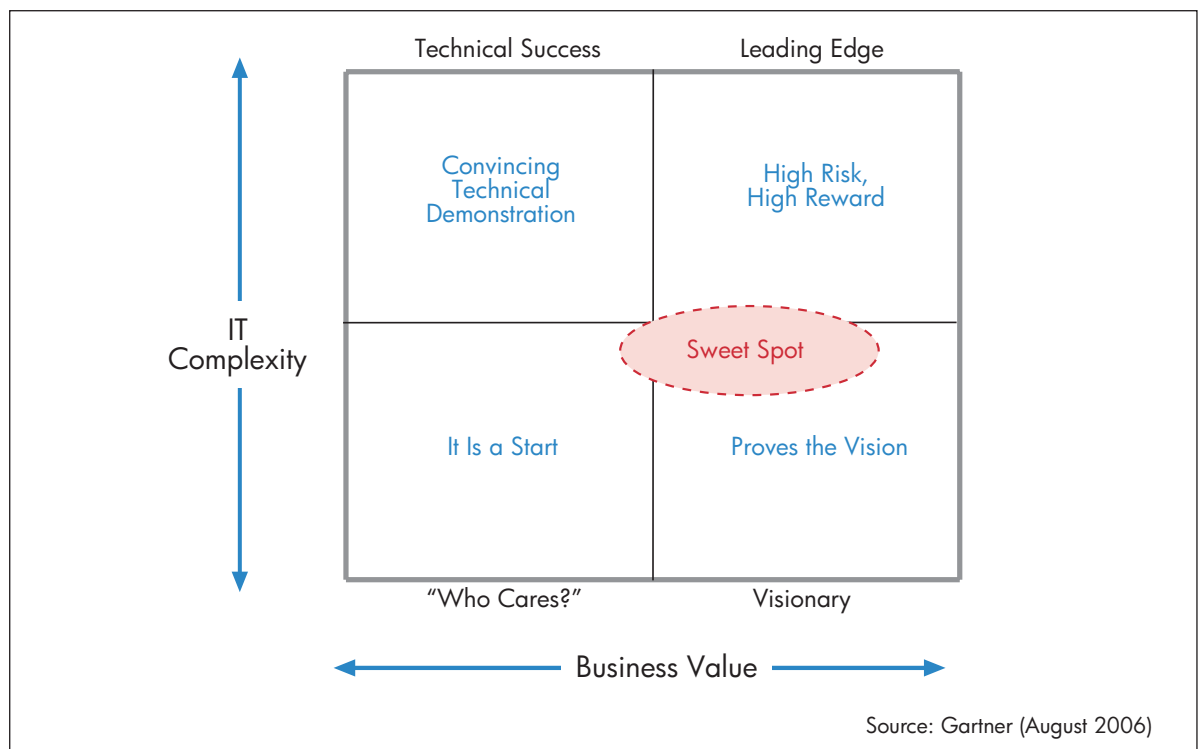 Technical Success
Leading Edge
Convincing
Technical
Demonstration
High Risk,
High Reward
IT
Complexity
Sweet Spot
It Is a Start
Proves the Vision
“Who Cares?”
Visionary
Business Value
Source: Gartner (August 2006)